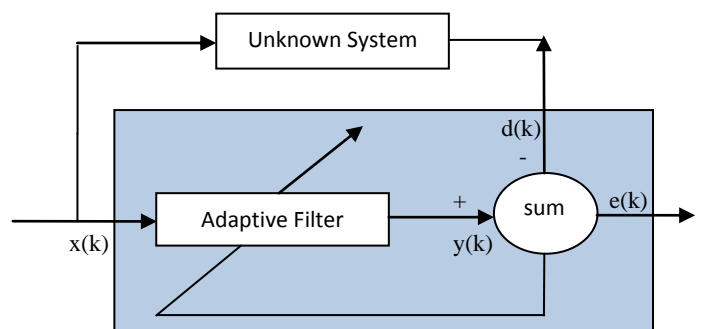 Unknown System
d(k)
-
Adaptive Filter
+
sum
e(k)
x(k)
y(k)